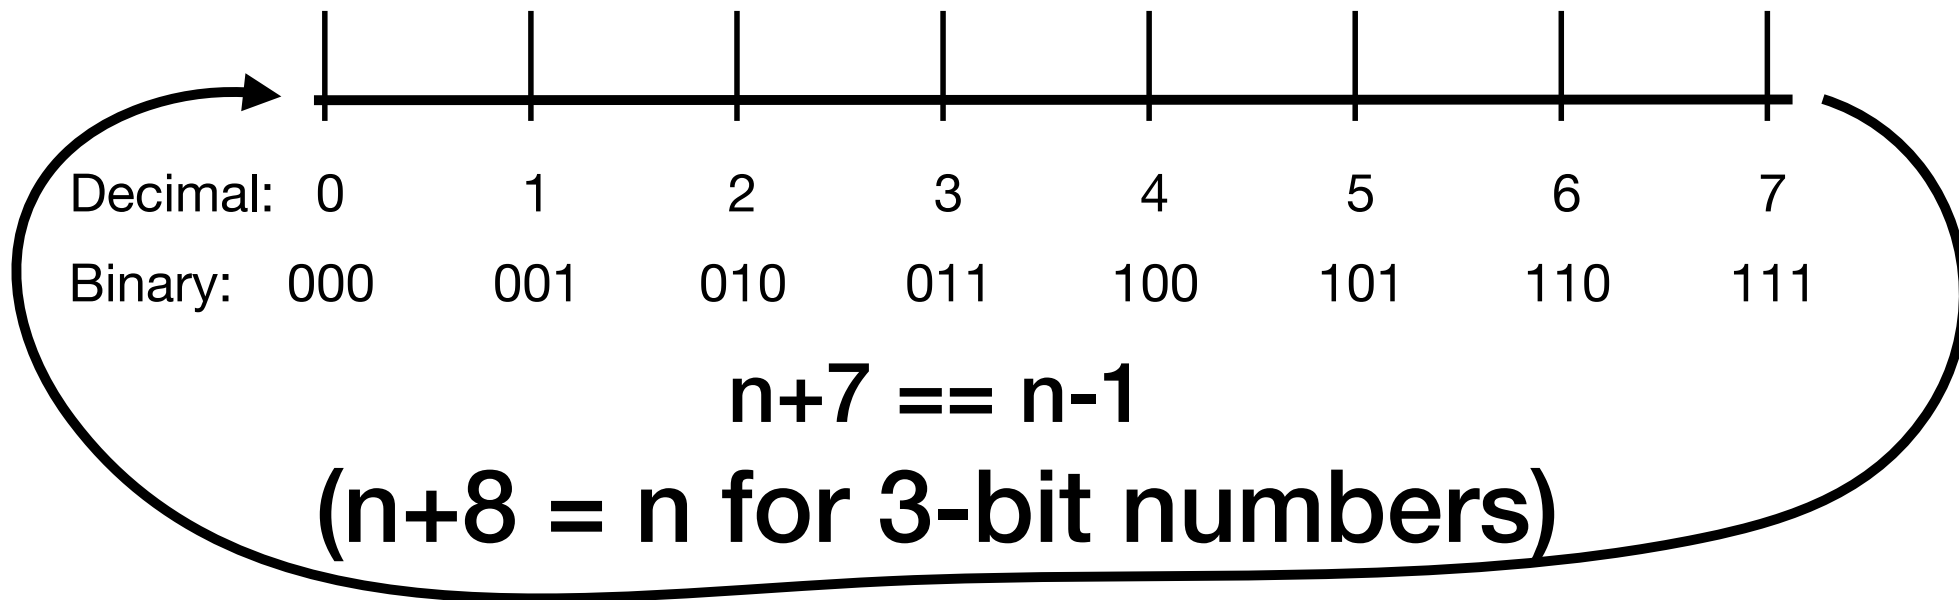 Decimal: 0 1 2 3 4 5 6 7
Binary: 000 001 010 011 100 101 110 111
n+7 == n-1
(n+8 = n for 3-bit numbers)